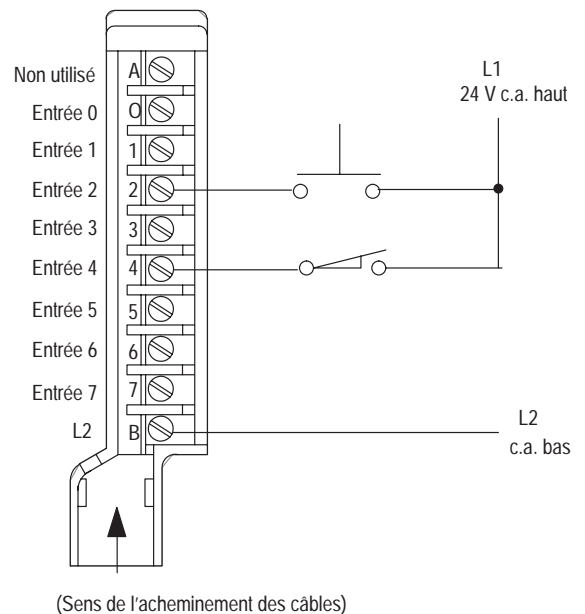 Non utilisé A
Entrée 0 O
Entrée 1 1
Entrée 2 2
Entrée 3 3
Entrée 4 4
Entrée 5 5
Entrée 6 6
Entrée 7 7
L2 B
L1
24 V c.a. haut
L2
c.a. bas
(Sens de l'acheminement des câbles)